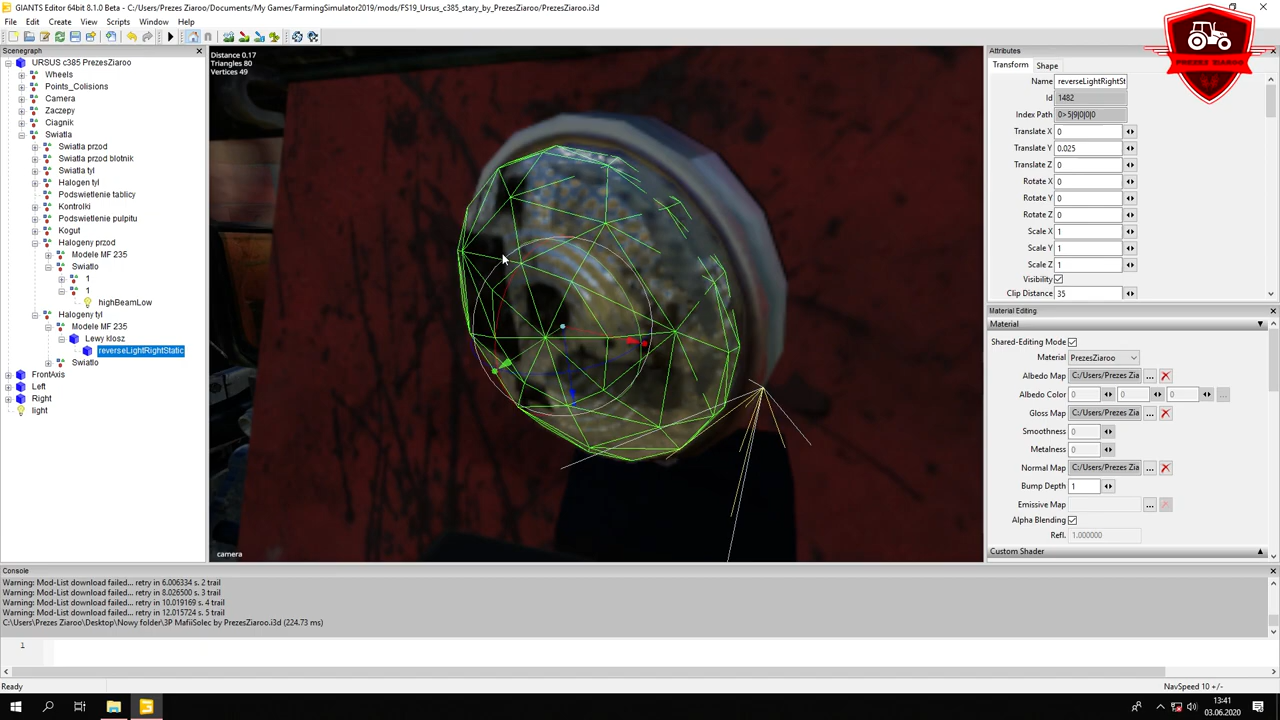 GIANTS Editor 64bit 8.1.0 Beta - C:/Users/Prezes Ziaroo/Documents/My Games/FarmingSimulator2019/mods/FS19_Ursus_c385_stary_by_PrezesZiaroo/PrezesZiaroo.i3d
File Edit Create View Scripts Window Help
Scenegraph
URSUS c385 PrezesZiaroo
Wheels
Points_Colisions
Camera
Zaczepy
Ciagnik
Swiatla
Swiatla przod
Swiatla przod blotnik
Swiatla tyl
Halogen tyl
Podswietlenie tablicy
Kontrolki
Podswietlenie pulpitu
Kogut
Halogeny przod
Modele MF 235
Swiatlo
1
1
highBeamLow
Halogeny tyl
Modele MF 235
Lewy klosz
reverseLightRightStatic
Swiatlo
FrontAxis
Left
Right
light
Distance 0.17
Triangles 80
Vertices 49
camera
PREZES ZIAROO
Attributes
Transform Shape
Name reverseLightRightSt
Id 1482
Index Path 0>5|9|0|0|0
Translate X 0
Translate Y 0.025
Translate Z 0
Rotate X 0
Rotate Y 0
Rotate Z 0
Scale X 1
Scale Y 1
Scale Z 1
Visibility
Clip Distance 35
Material Editing
Material
Shared-Editing Mode
Material PrezesZiaroo
Albedo Map C:/Users/Prezes Zia ...
Albedo Color 0 0 0 ...
Gloss Map C:/Users/Prezes Zia ...
Smoothness 0
Metalness 0
Normal Map C:/Users/Prezes Zia ...
Bump Depth 1
Emissive Map ...
Alpha Blending
Refl. 1.000000
Custom Shader
Console
Warning: Mod-List download failed... retry in 6.006334 s. 2 trail
Warning: Mod-List download failed... retry in 8.026500 s. 3 trail
Warning: Mod-List download failed... retry in 10.019169 s. 4 trail
Warning: Mod-List download failed... retry in 12.015724 s. 5 trail
C:\Users\Prezes Ziaroo\Desktop\Nowy folder\3P MafiiSolec by PrezesZiaroo.i3d (224.73 ms)
1
Ready
NavSpeed 10 +/-
13:41
03.06.2020